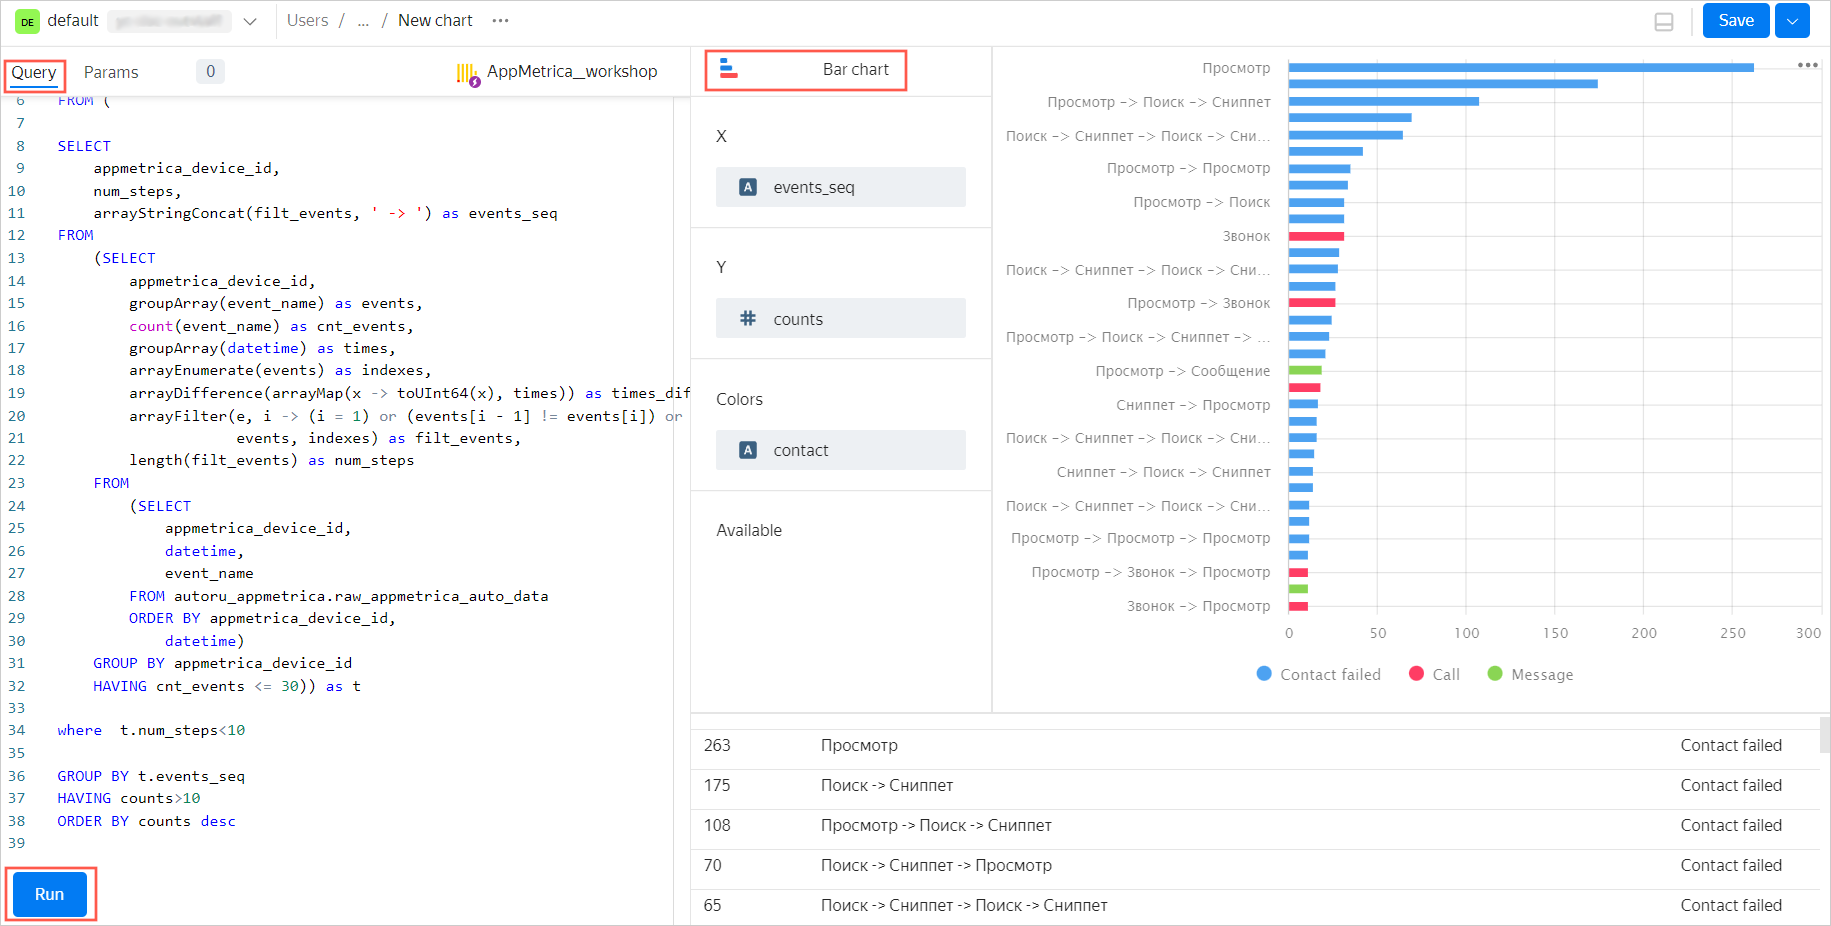 DE default
Users / ... / New chart ...
Save
Query Params 0 AppMetrica_workshop
6 FROM (
7
8 SELECT
9 appmetrica_device_id,
10 num_steps,
11 arrayStringConcat(filt_events, ' -> ') as events_seq
12 FROM
13 (SELECT
14 appmetrica_device_id,
15 groupArray(event_name) as events,
16 count(event_name) as cnt_events,
17 groupArray(datetime) as times,
18 arrayEnumerate(events) as indexes,
19 arrayDifference(arrayMap(x -> toUInt64(x), times)) as times_dif
20 arrayFilter(e, i -> (i = 1) or (events[i - 1] != events[i]) or
21 events, indexes) as filt_events,
22 length(filt_events) as num_steps
23 FROM
24 (SELECT
25 appmetrica_device_id,
26 datetime,
27 event_name
28 FROM autoru_appmetrica.raw_appmetrica_auto_data
29 ORDER BY appmetrica_device_id,
30 datetime)
31 GROUP BY appmetrica_device_id
32 HAVING cnt_events <= 30)) as t
33
34 where t.num_steps<10
35
36 GROUP BY t.events_seq
37 HAVING counts>10
38 ORDER BY counts desc
39
Run
Bar chart
X
A events_seq
Y
# counts
Colors
A contact
Available
Просмотр
Просмотр -> Поиск -> Сниппет
Поиск -> Сниппет -> Поиск -> Сни...
Просмотр -> Просмотр
Просмотр -> Поиск
Звонок
Поиск -> Сниппет -> Поиск -> Сни...
Просмотр -> Звонок
Просмотр -> Поиск -> Сниппет -> ...
Просмотр -> Сообщение
Сниппет -> Просмотр
Поиск -> Сниппет -> Поиск -> Сни...
Сниппет -> Поиск -> Сниппет
Поиск -> Сниппет -> Поиск -> Сни...
Просмотр -> Просмотр -> Просмотр
Просмотр -> Звонок -> Просмотр
Звонок -> Просмотр
0 50 100 150 200 250 300
Contact failed Call Message
263 Просмотр Contact failed
175 Поиск -> Сниппет Contact failed
108 Просмотр -> Поиск -> Сниппет Contact failed
70 Поиск -> Сниппет -> Просмотр Contact failed
65 Поиск -> Сниппет -> Поиск -> Сниппет Contact failed